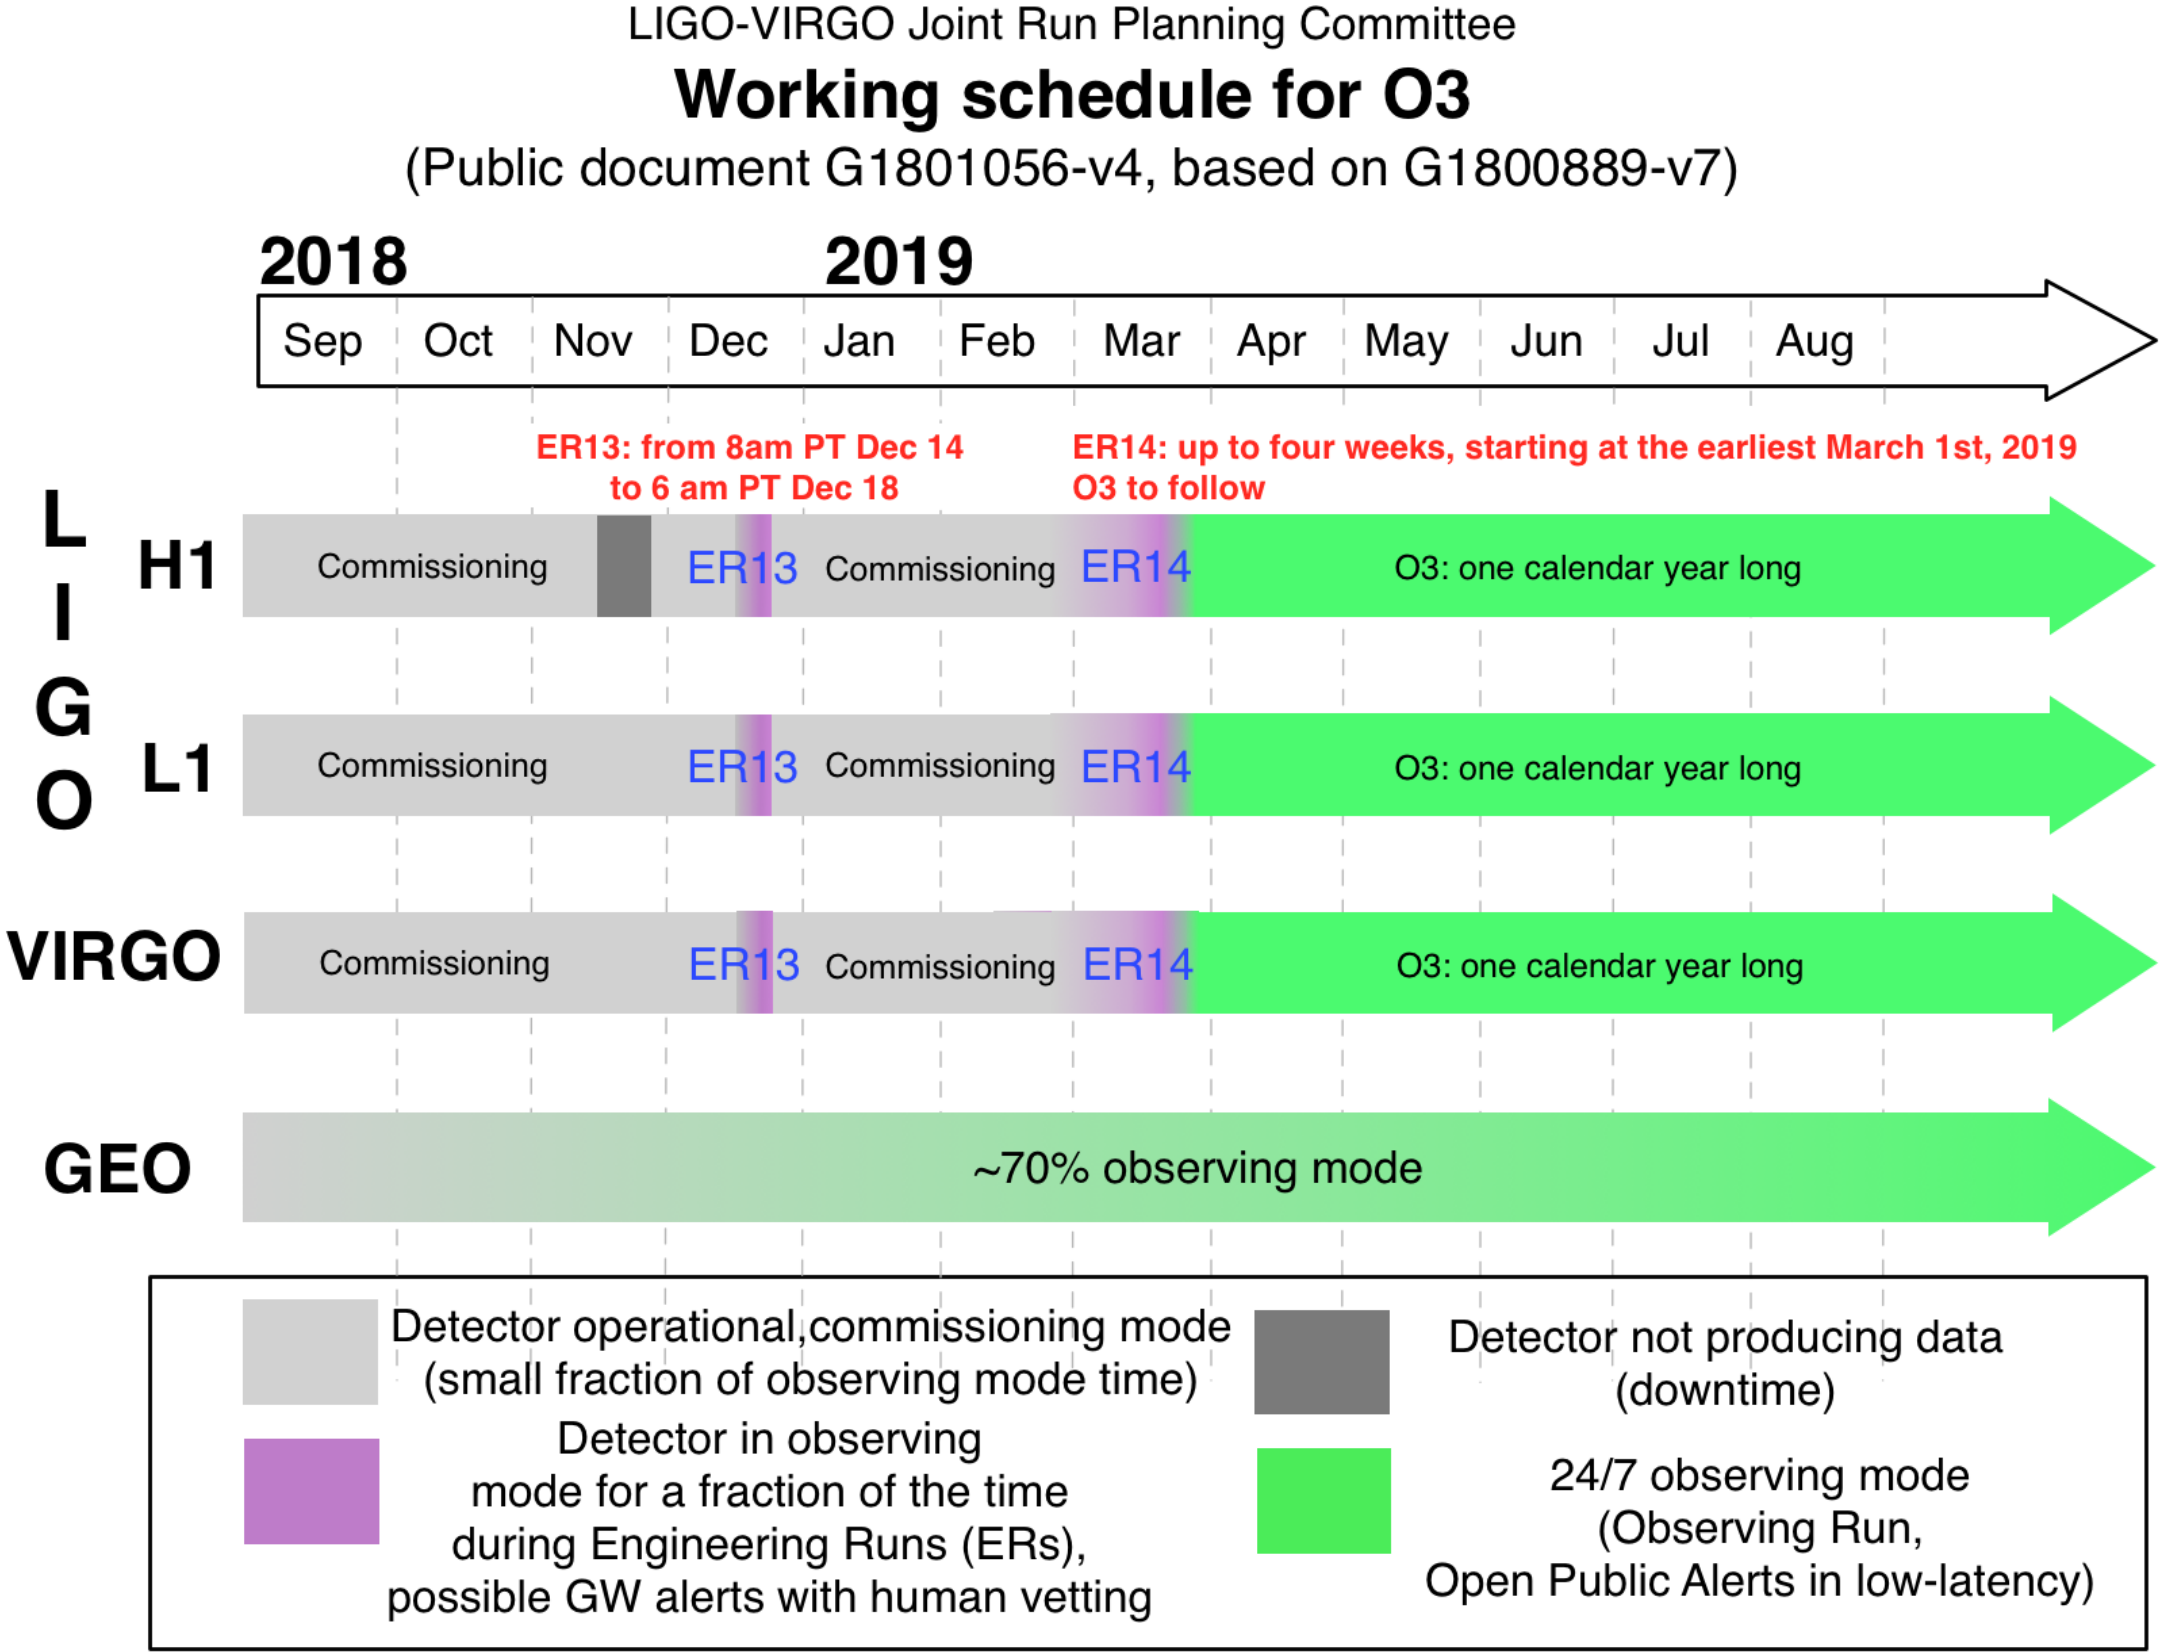 LIGO-VIRGO Joint Run Planning Committee
Working schedule for O3
(Public document G1801056-v4, based on G1800889-v7)
2018 2019
Sep Oct Nov Dec Jan Feb Mar Apr May Jun Jul Aug
ER13: from 8am PT Dec 14
to 6 am PT Dec 18
ER14: up to four weeks, starting at the earliest March 1st, 2019
O3 to follow
LIGO
H1 Commissioning ER13 Commissioning ER14 O3: one calendar year long
L1 Commissioning ER13 Commissioning ER14 O3: one calendar year long
VIRGO Commissioning ER13 Commissioning ER14 O3: one calendar year long
GEO ~70% observing mode
Detector operational,commissioning mode
(small fraction of observing mode time)
Detector not producing data
(downtime)
Detector in observing
mode for a fraction of the time
during Engineering Runs (ERs),
possible GW alerts with human vetting
24/7 observing mode
(Observing Run,
Open Public Alerts in low-latency)